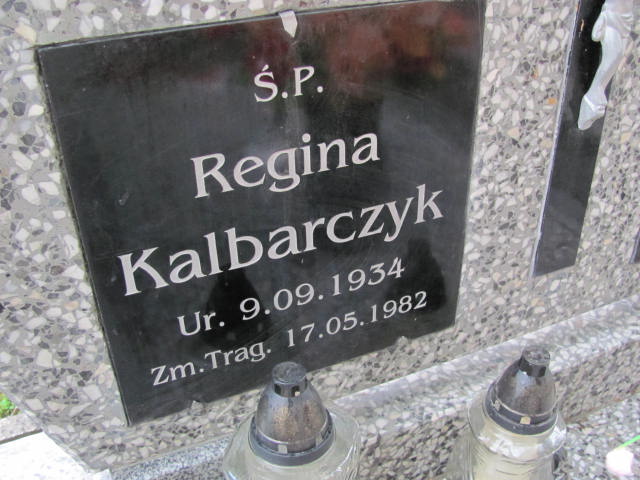 Ś.P.
Regina
Kalbarczyk
Ur. 9.09.1934
Zm.Trag. 17.05.1982